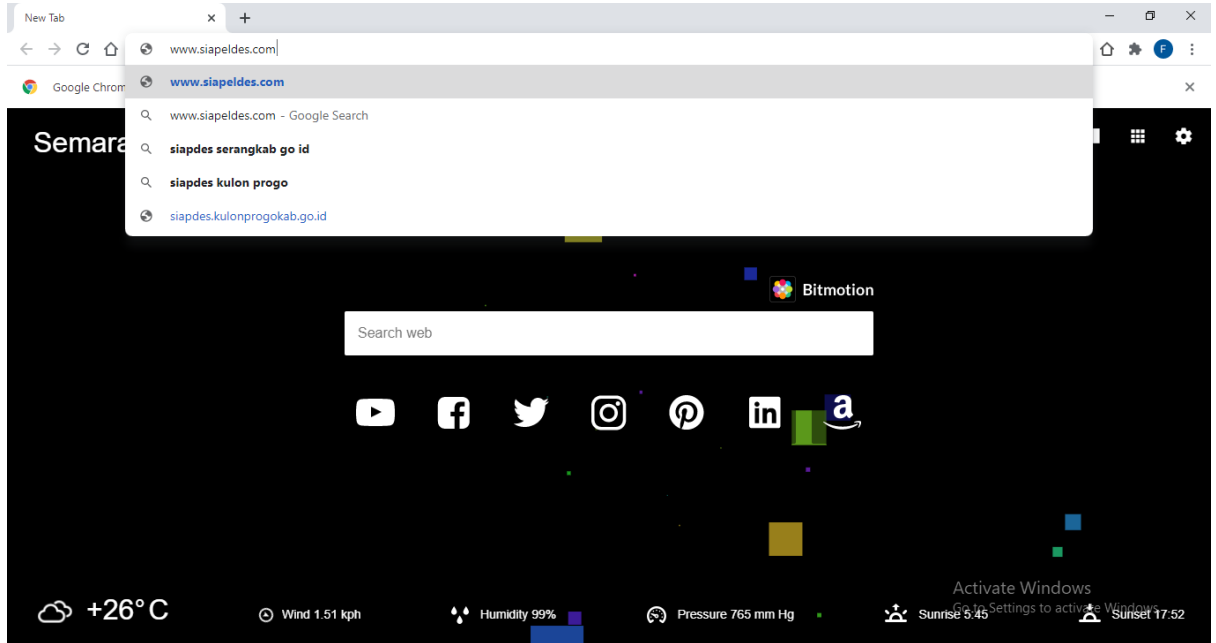 New Tab
www.siapeldes.com
www.siapeldes.com
Google Chrom
www.siapeldes.com - Google Search
Semara
siapdes serangkab go id
siapdes kulon progo
siapdes.kulonprogokab.go.id
Bitmotion
Search web
Activate Windows
Go to Settings to activate Windows.
+26°C
Wind 1.51 kph
Humidity 99%
Pressure 765 mm Hg
Sunrise 5:45
Sunset 17:52